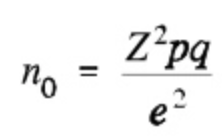 n₀ = Z²pq / e²